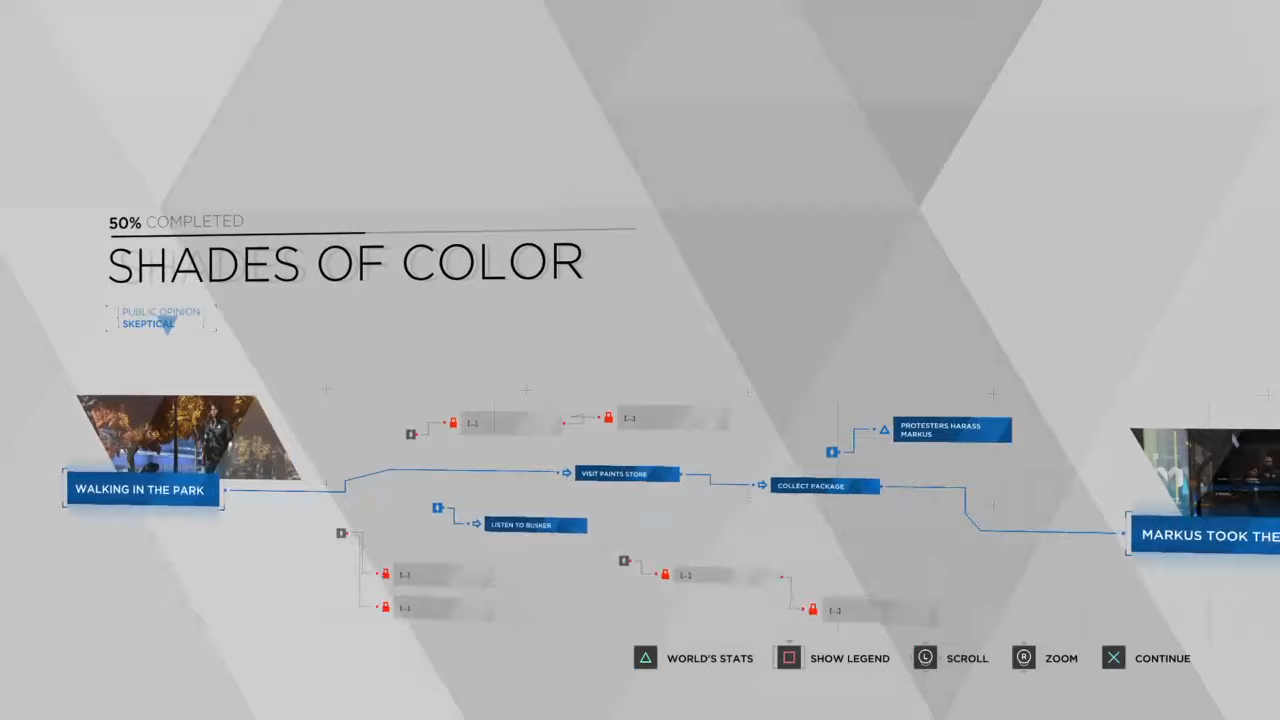 50% COMPLETED
SHADES OF COLOR
PUBLIC OPINION
SKEPTICAL
WALKING IN THE PARK
[...]
[...]
VISIT PAINTS STORE
LISTEN TO BUSKER
[...]
[...]
COLLECT PACKAGE
PROTESTERS HARASS
MARKUS
[...]
[...]
MARKUS TOOK THE
WORLD'S STATS
SHOW LEGEND
L
SCROLL
R
ZOOM
CONTINUE